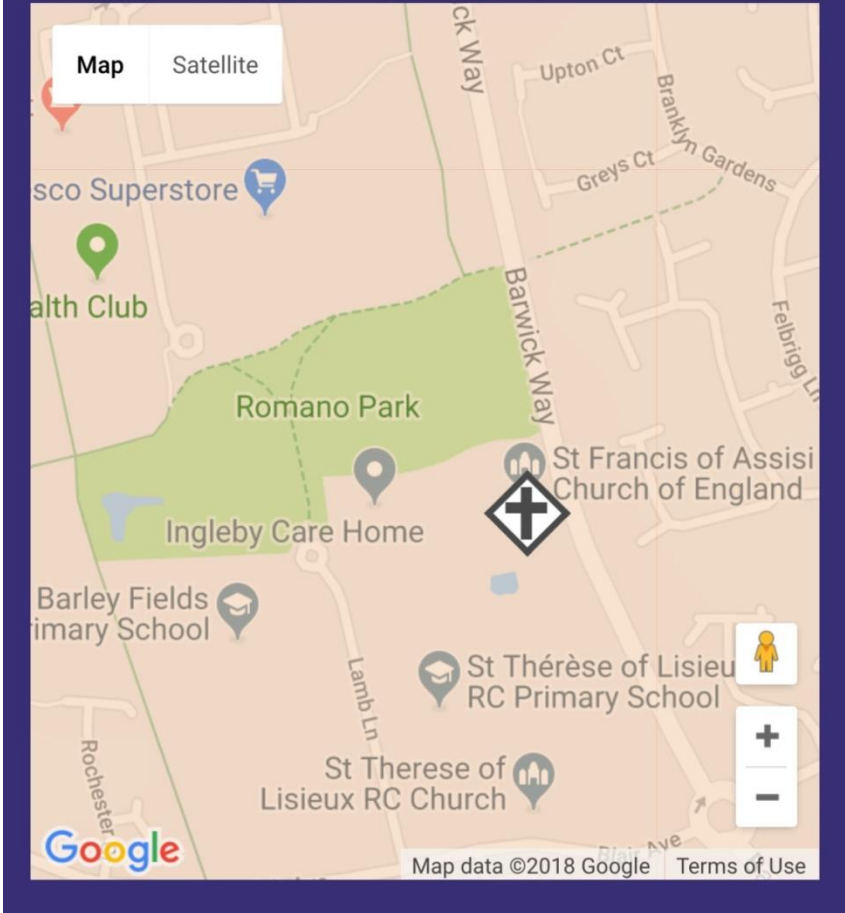 Map
Satellite
ck Way
Upton Ct
Branklyn Gardens
Greys Ct
sco Superstore
alth Club
Barwick Way
Felbrigg Ln
Romano Park
St Francis of Assisi
Church of England
Ingleby Care Home
Barley Fields
rimary School
St Thérèse of Lisieu
RC Primary School
Lamb Ln
Rochester
St Therese of
Lisieux RC Church
Blair Ave
Google
Map data ©2018 Google
Terms of Use